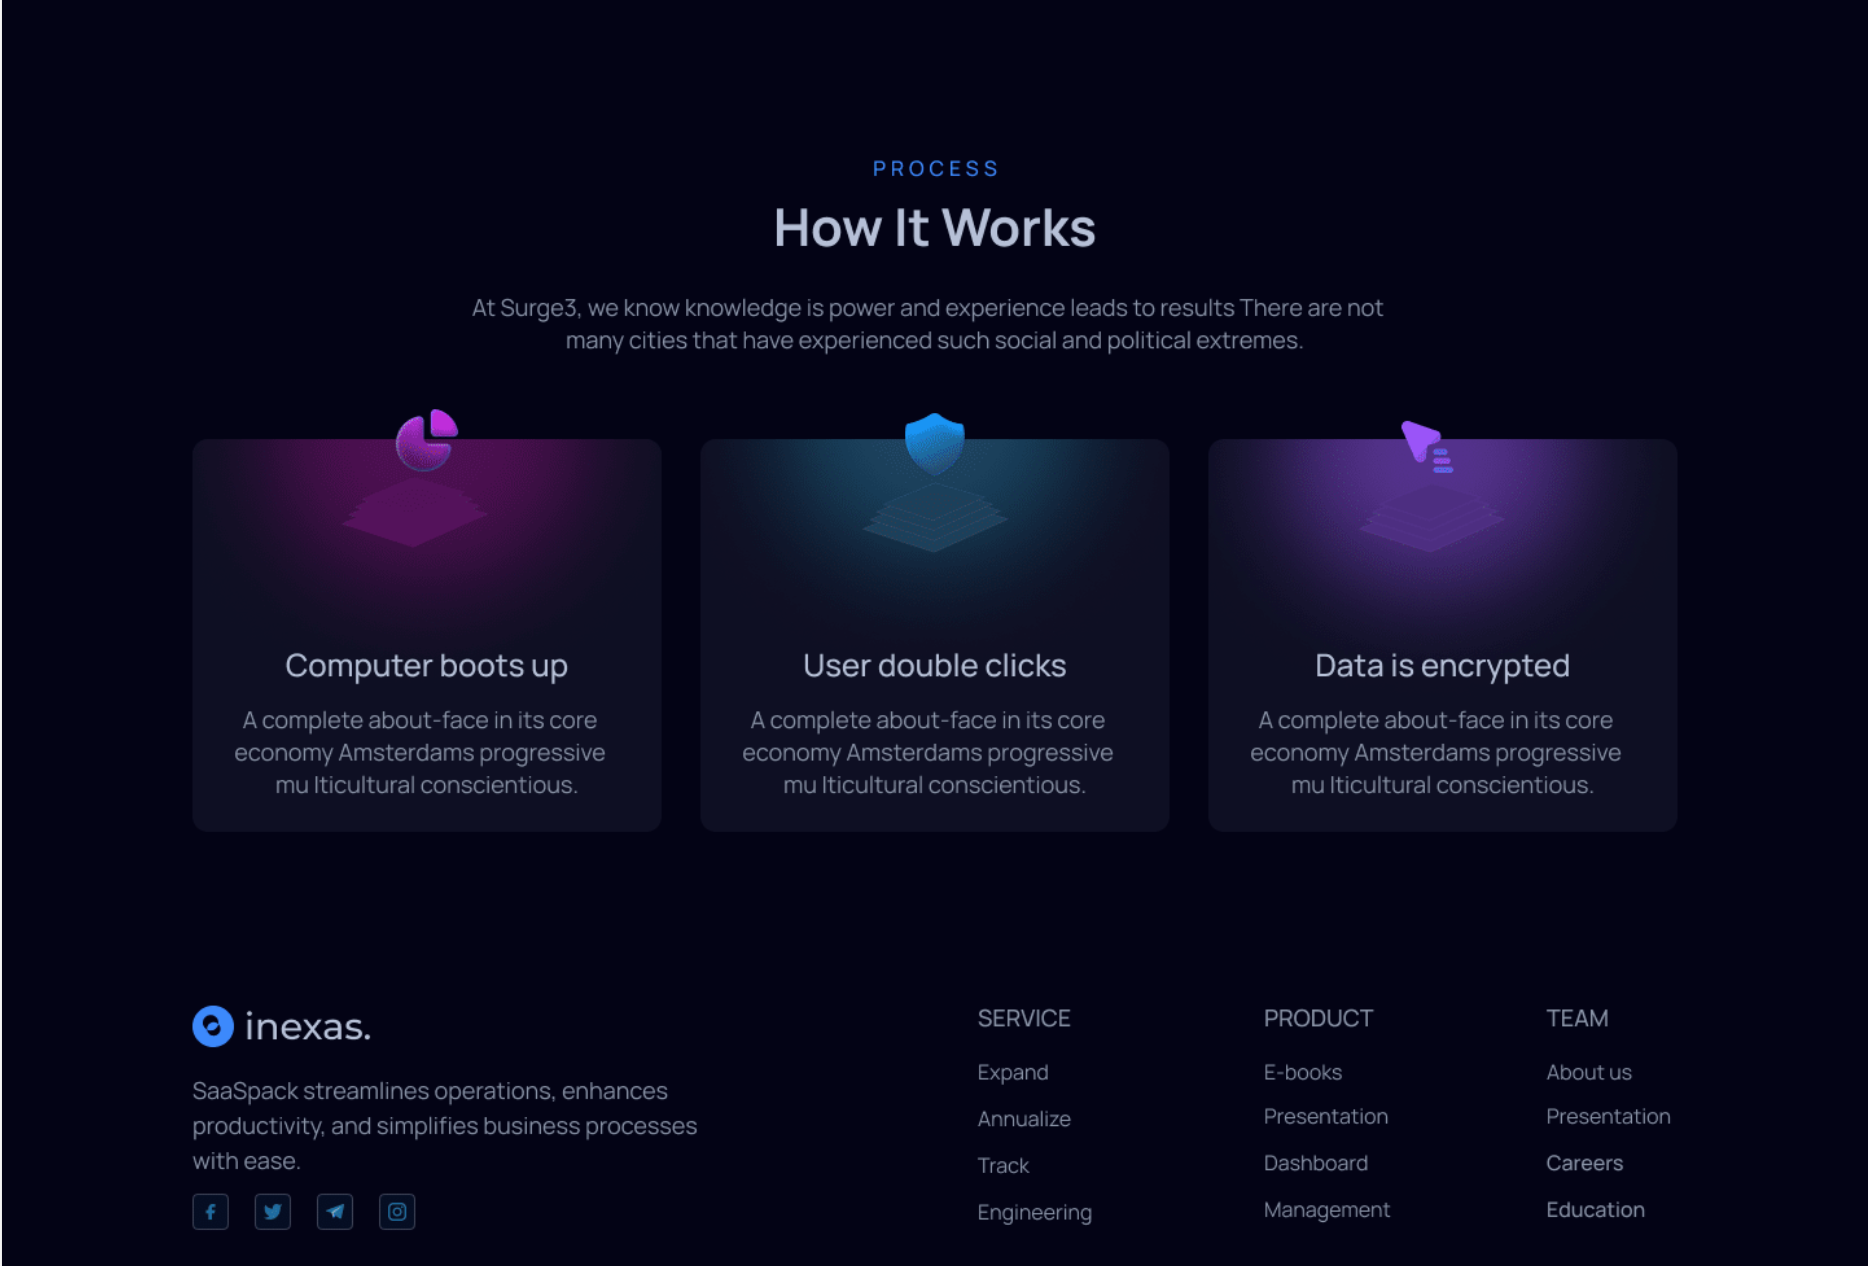 PROCESS
How It Works
At Surge3, we know knowledge is power and experience leads to results There are not
many cities that have experienced such social and political extremes.
Computer boots up
A complete about-face in its core
economy Amsterdams progressive
mu lticultural conscientious.
User double clicks
A complete about-face in its core
economy Amsterdams progressive
mu lticultural conscientious.
Data is encrypted
A complete about-face in its core
economy Amsterdams progressive
mu lticultural conscientious.
inexas.
SaaSpack streamlines operations, enhances
productivity, and simplifies business processes
with ease.
SERVICE
Expand
Annualize
Track
Engineering
PRODUCT
E-books
Presentation
Dashboard
Management
TEAM
About us
Presentation
Careers
Education